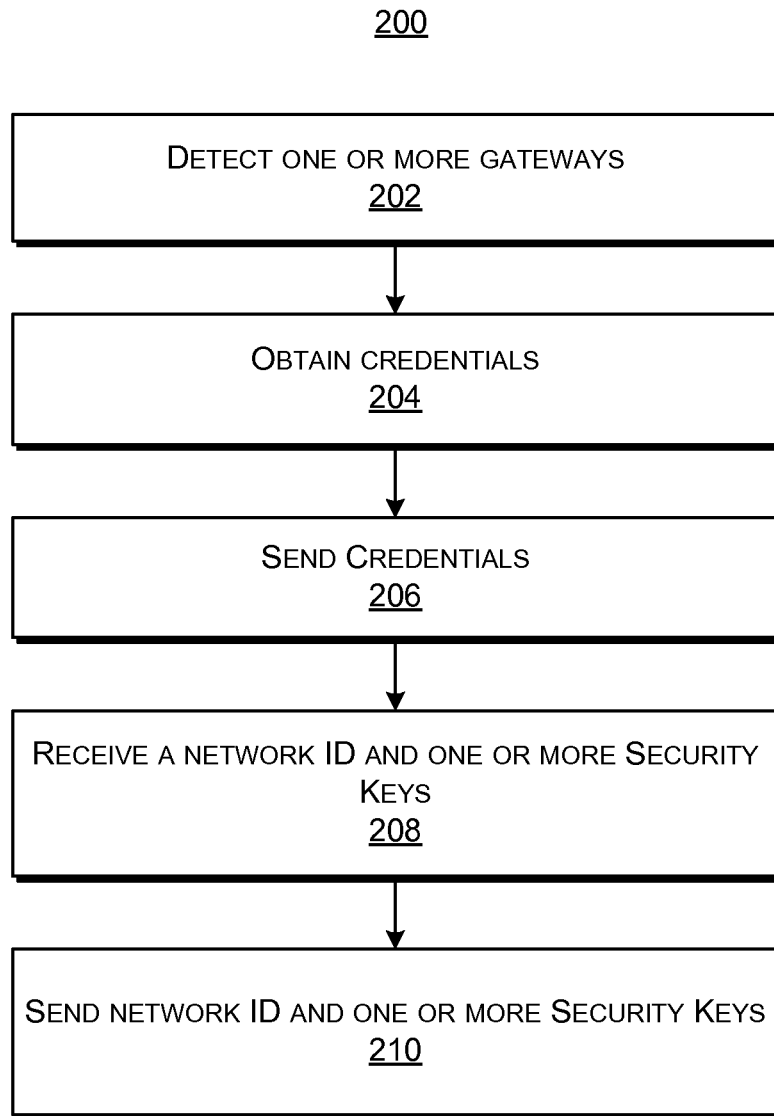 200
DETECT ONE OR MORE GATEWAYS
202
OBTAIN CREDENTIALS
204
SEND CREDENTIALS
206
RECEIVE A NETWORK ID AND ONE OR MORE SECURITY
KEYS
208
SEND NETWORK ID AND ONE OR MORE SECURITY KEYS
210